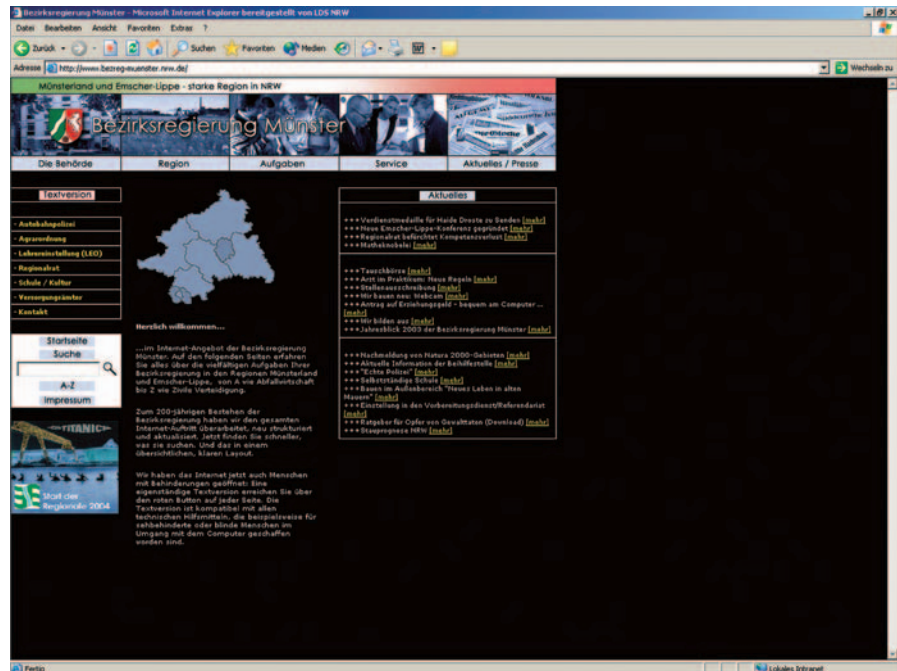 Bezirksregierung Münster - Microsoft Internet Explorer bereitgestellt von LDS NRW
Datei Bearbeiten Ansicht Favoriten Extras ?
Zurück Suchen Favoriten Medien
Adresse http://www.bezreg-muenster.nrw.de/ Wechseln zu
Münsterland und Emscher-Lippe - starke Region in NRW
Bezirksregierung Münster
Die Behörde Region Aufgaben Service Aktuelles / Presse
Textversion
- Autobahnpolizei
- Agrarordnung
- Lehrereinstellung (LEO)
- Regionalrat
- Schule / Kultur
- Versorgungsämter
- Kontakt
Startseite
Suche
A-Z
Impressum
TITANIC
Start der
Regionale 2004
Herzlich willkommen...
...im Internet-Angebot der Bezirksregierung
Münster. Auf den folgenden Seiten erfahren
Sie alles über die vielfältigen Aufgaben Ihrer
Bezirksregierung in den Regionen Münsterland
und Emscher-Lippe, von A wie Abfallwirtschaft
bis Z wie Zivile Verteidigung.
Zum 200-jährigen Bestehen der
Bezirksregierung haben wir den gesamten
Internet-Auftritt überarbeitet, neu strukturiert
und aktualisiert. Jetzt finden Sie schneller,
was sie suchen. Und das in einem
übersichtlichen, klaren Layout.
Wir haben das Internet jetzt auch Menschen
mit Behinderungen geöffnet: Eine
eigenständige Textversion erreichen Sie über
den roten Button auf jeder Seite. Die
Textversion ist kompatibel mit allen
technischen Hilfsmitteln, die beispielsweise für
sehbehinderte oder blinde Menschen im
Umgang mit dem Computer geschaffen
worden sind.
Aktuelles
+++Verdienstmedaille für Haide Droste zu Senden [mehr]
+++Neue Emscher-Lippe-Konferenz gegründet [mehr]
+++Regionalrat befürchtet Kompetenzverlust [mehr]
+++Matheknobelei [mehr]
+++Tauschbörse [mehr]
+++Arzt im Praktikum: Neue Regeln [mehr]
+++Stellenausschreibung [mehr]
+++Wir bauen neu: Webcam [mehr]
+++Antrag auf Erziehungsgeld - bequem am Computer ...
[mehr]
+++Wir bilden aus [mehr]
+++Jahresblick 2003 der Bezirksregierung Münster [mehr]
+++Nachmeldung von Natura 2000-Gebieten [mehr]
+++Aktuelle Information der Beihilfestelle [mehr]
+++"Echte Polizei" [mehr]
+++Selbstständige Schule [mehr]
+++Bauen im Außenbereich "Neues Leben in alten
Mauern" [mehr]
+++Einstellung in den Vorbereitungsdienst/Referendariat
[mehr]
+++Ratgeber für Opfer von Gewalttaten (Download) [mehr]
+++Stauprognose NRW [mehr]
Fertig Lokales Intranet